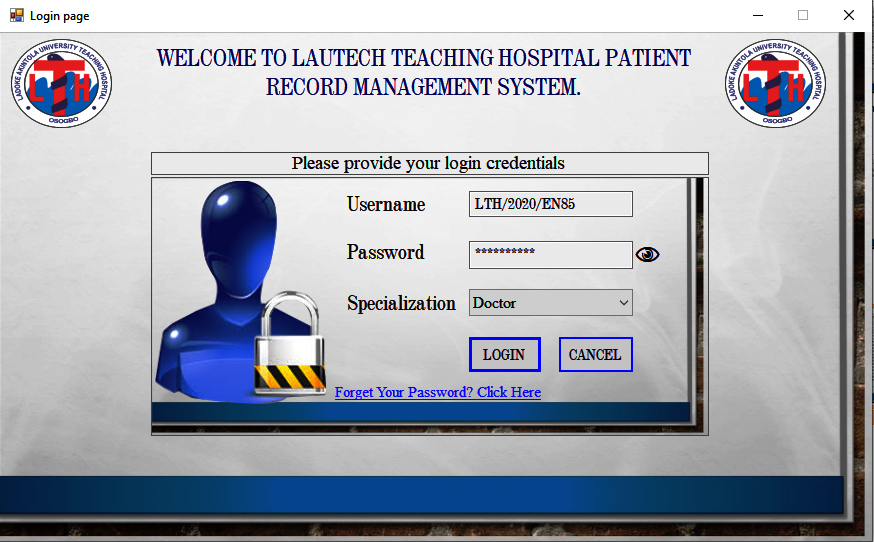 Login page
WELCOME TO LAUTECH TEACHING HOSPITAL PATIENT
RECORD MANAGEMENT SYSTEM.
LADOKE AKINTOLA UNIVERSITY TEACHING HOSPITAL
LTH
OSOGBO
LADOKE AKINTOLA UNIVERSITY TEACHING HOSPITAL
LTH
OSOGBO
Please provide your login credentials
Username LTH/2020/EN85
Password **********
Specialization Doctor
LOGIN CANCEL
Forget Your Password? Click Here